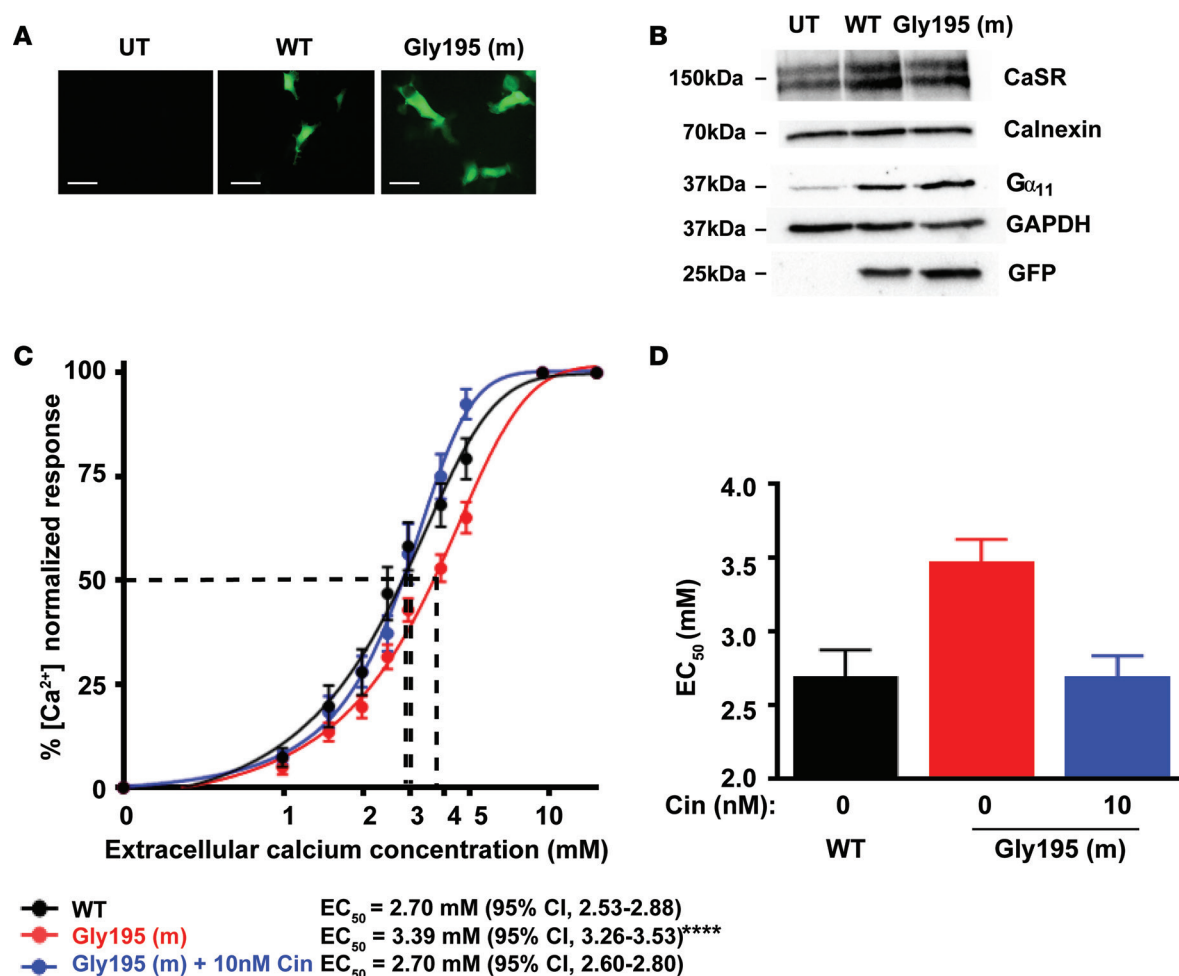 A
UT WT Gly195 (m)
B
UT WT Gly195 (m)
150kDa – CaSR
70kDa – Calnexin
37kDa – Gα11
37kDa – GAPDH
25kDa – GFP
C
% [Ca²⁺] normalized response
100
75
50
25
0
0 1 2 3 4 5 10
Extracellular calcium concentration (mM)
WT EC₅₀ = 2.70 mM (95% CI, 2.53-2.88)
Gly195 (m) EC₅₀ = 3.39 mM (95% CI, 3.26-3.53)****
Gly195 (m) + 10nM Cin EC₅₀ = 2.70 mM (95% CI, 2.60-2.80)
D
EC₅₀ (mM)
4.0
3.5
3.0
2.5
2.0
Cin (nM): 0 0 10
WT Gly195 (m)